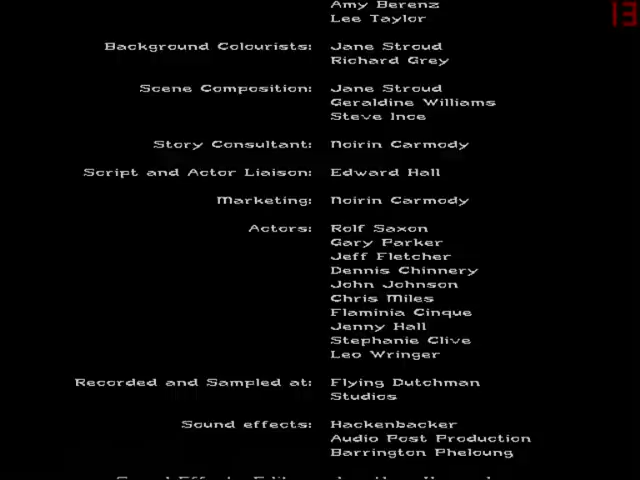 13
Amy Berenz
Lee Taylor
Background Colourists: Jane Stroud
Richard Grey
Scene Composition: Jane Stroud
Geraldine Williams
Steve Ince
Story Consultant: Noirin Carmody
Script and Actor Liaison: Edward Hall
Marketing: Noirin Carmody
Actors: Rolf Saxon
Gary Parker
Jeff Fletcher
Dennis Chinnery
John Johnson
Chris Miles
Flaminia Cinque
Jenny Hall
Stephanie Clive
Leo Wringer
Recorded and Sampled at: Flying Dutchman
Studios
Sound effects: Hackenbacker
Audio Post Production
Barrington Pheloung